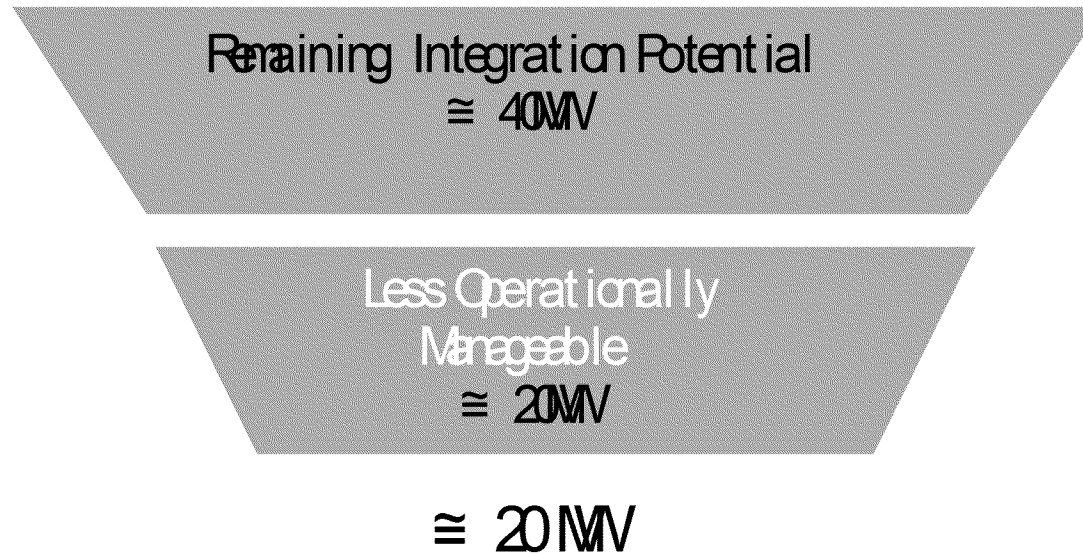 Remaining Integration Potential
≅ 40MW
Less Operationally
Manageable
≅ 20MW
≅ 20 MW